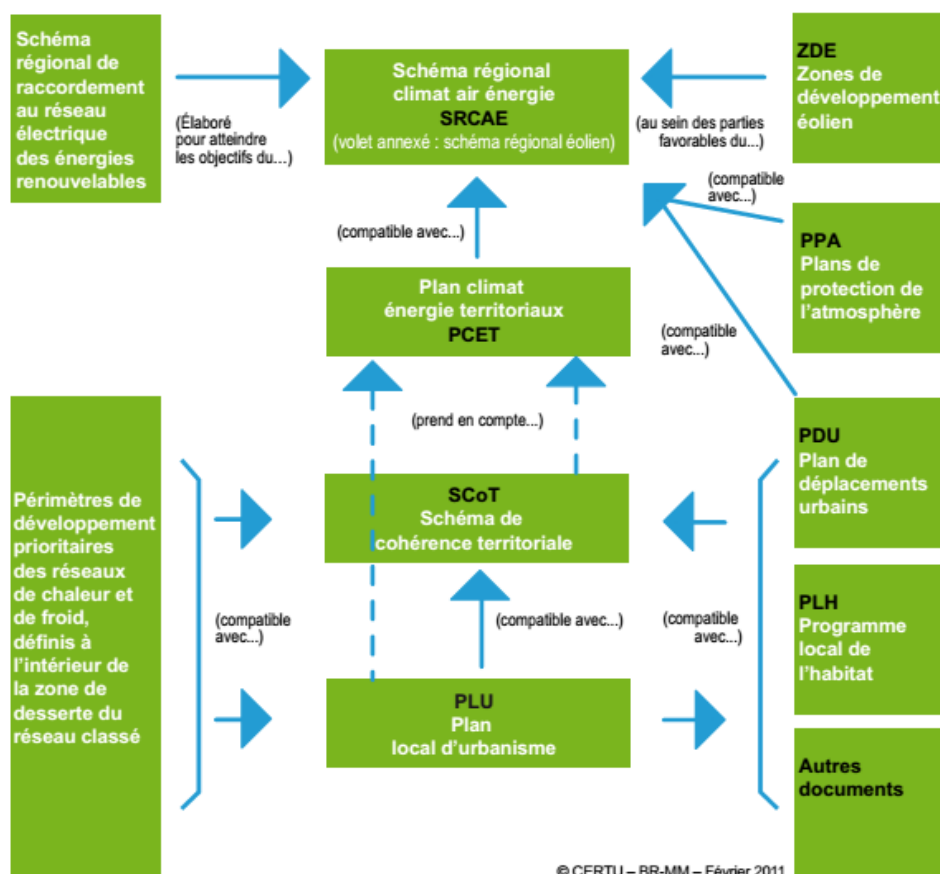 Schéma
régional de
raccordement
au réseau
électrique
des énergies
renouvelables
(Élaboré
pour atteindre
les objectifs du...)
Schéma régional
climat air énergie
SRCAE
(volet annexé : schéma régional éolien)
(au sein des parties
favorables du...)
ZDE
Zones de
développement
éolien
(compatible avec...)
(compatible
avec...)
PPA
Plans de
protection de
l'atmosphère
Plan climat
énergie territoriaux
PCET
(compatible
avec...)
(prend en compte...)
Périmètres de
développement
prioritaires
des réseaux
de chaleur et
de froid,
définis à
l'intérieur de
la zone de
desserte du
réseau classé
(compatible
avec...)
SCoT
Schéma de
cohérence territoriale
(compatible avec...)
(compatible
avec...)
PLU
Plan
local d'urbanisme
PDU
Plan de
déplacements
urbains
PLH
Programme
local de
l'habitat
Autres
documents
© CERTU – BR-MM – Février 2011